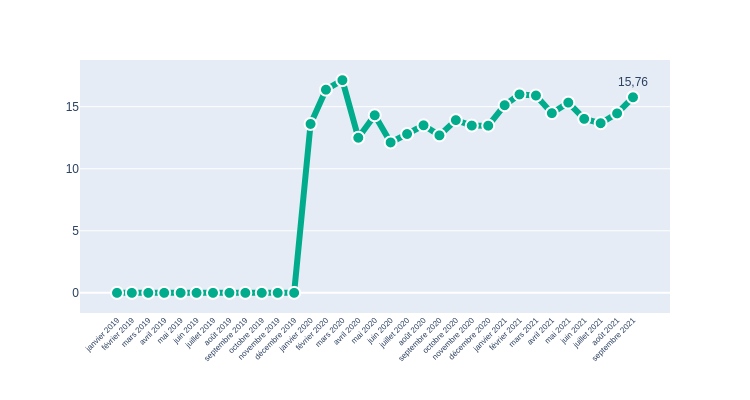 15,76
15
10
5
0
janvier 2019
février 2019
mars 2019
avril 2019
mai 2019
juin 2019
juillet 2019
août 2019
septembre 2019
octobre 2019
novembre 2019
décembre 2019
janvier 2020
février 2020
mars 2020
avril 2020
mai 2020
juin 2020
juillet 2020
août 2020
septembre 2020
octobre 2020
novembre 2020
décembre 2020
janvier 2021
février 2021
mars 2021
avril 2021
mai 2021
juin 2021
juillet 2021
août 2021
septembre 2021